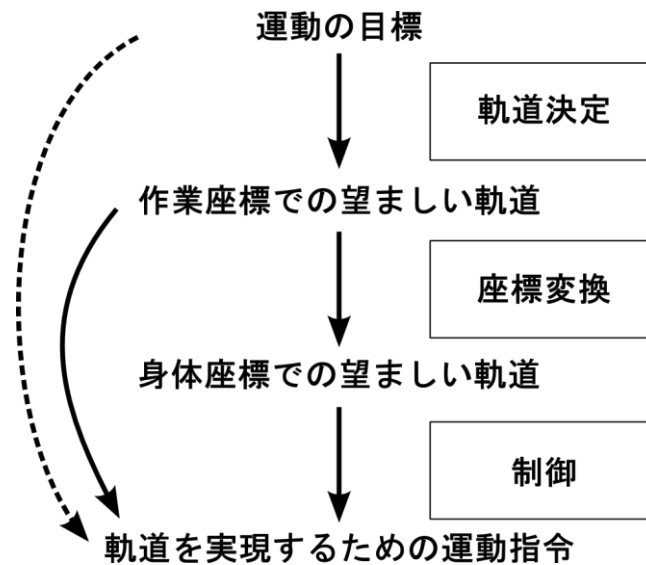 運動の目標
軌道決定
作業座標での望ましい軌道
座標変換
身体座標での望ましい軌道
制御
軌道を実現するための運動指令